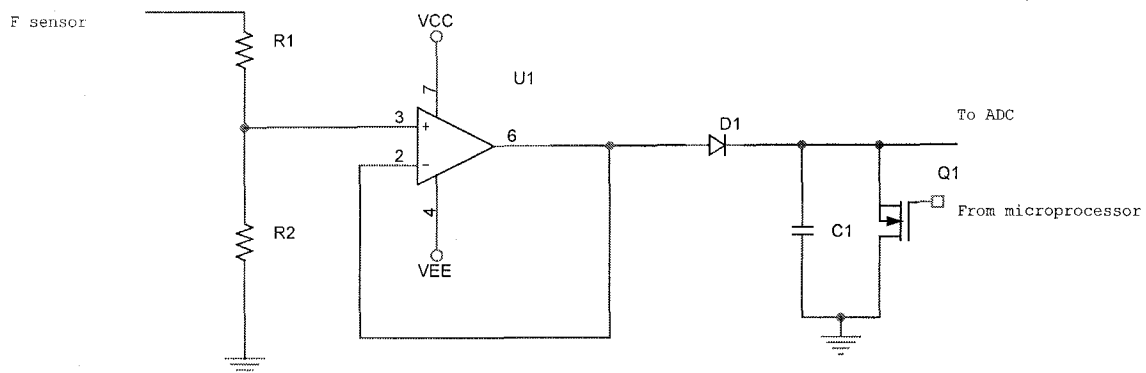 F sensor
R1
VCC
U1
7
3
+
6
D1
To ADC
2
-
Q1
4
From microprocessor
R2
C1
VEE